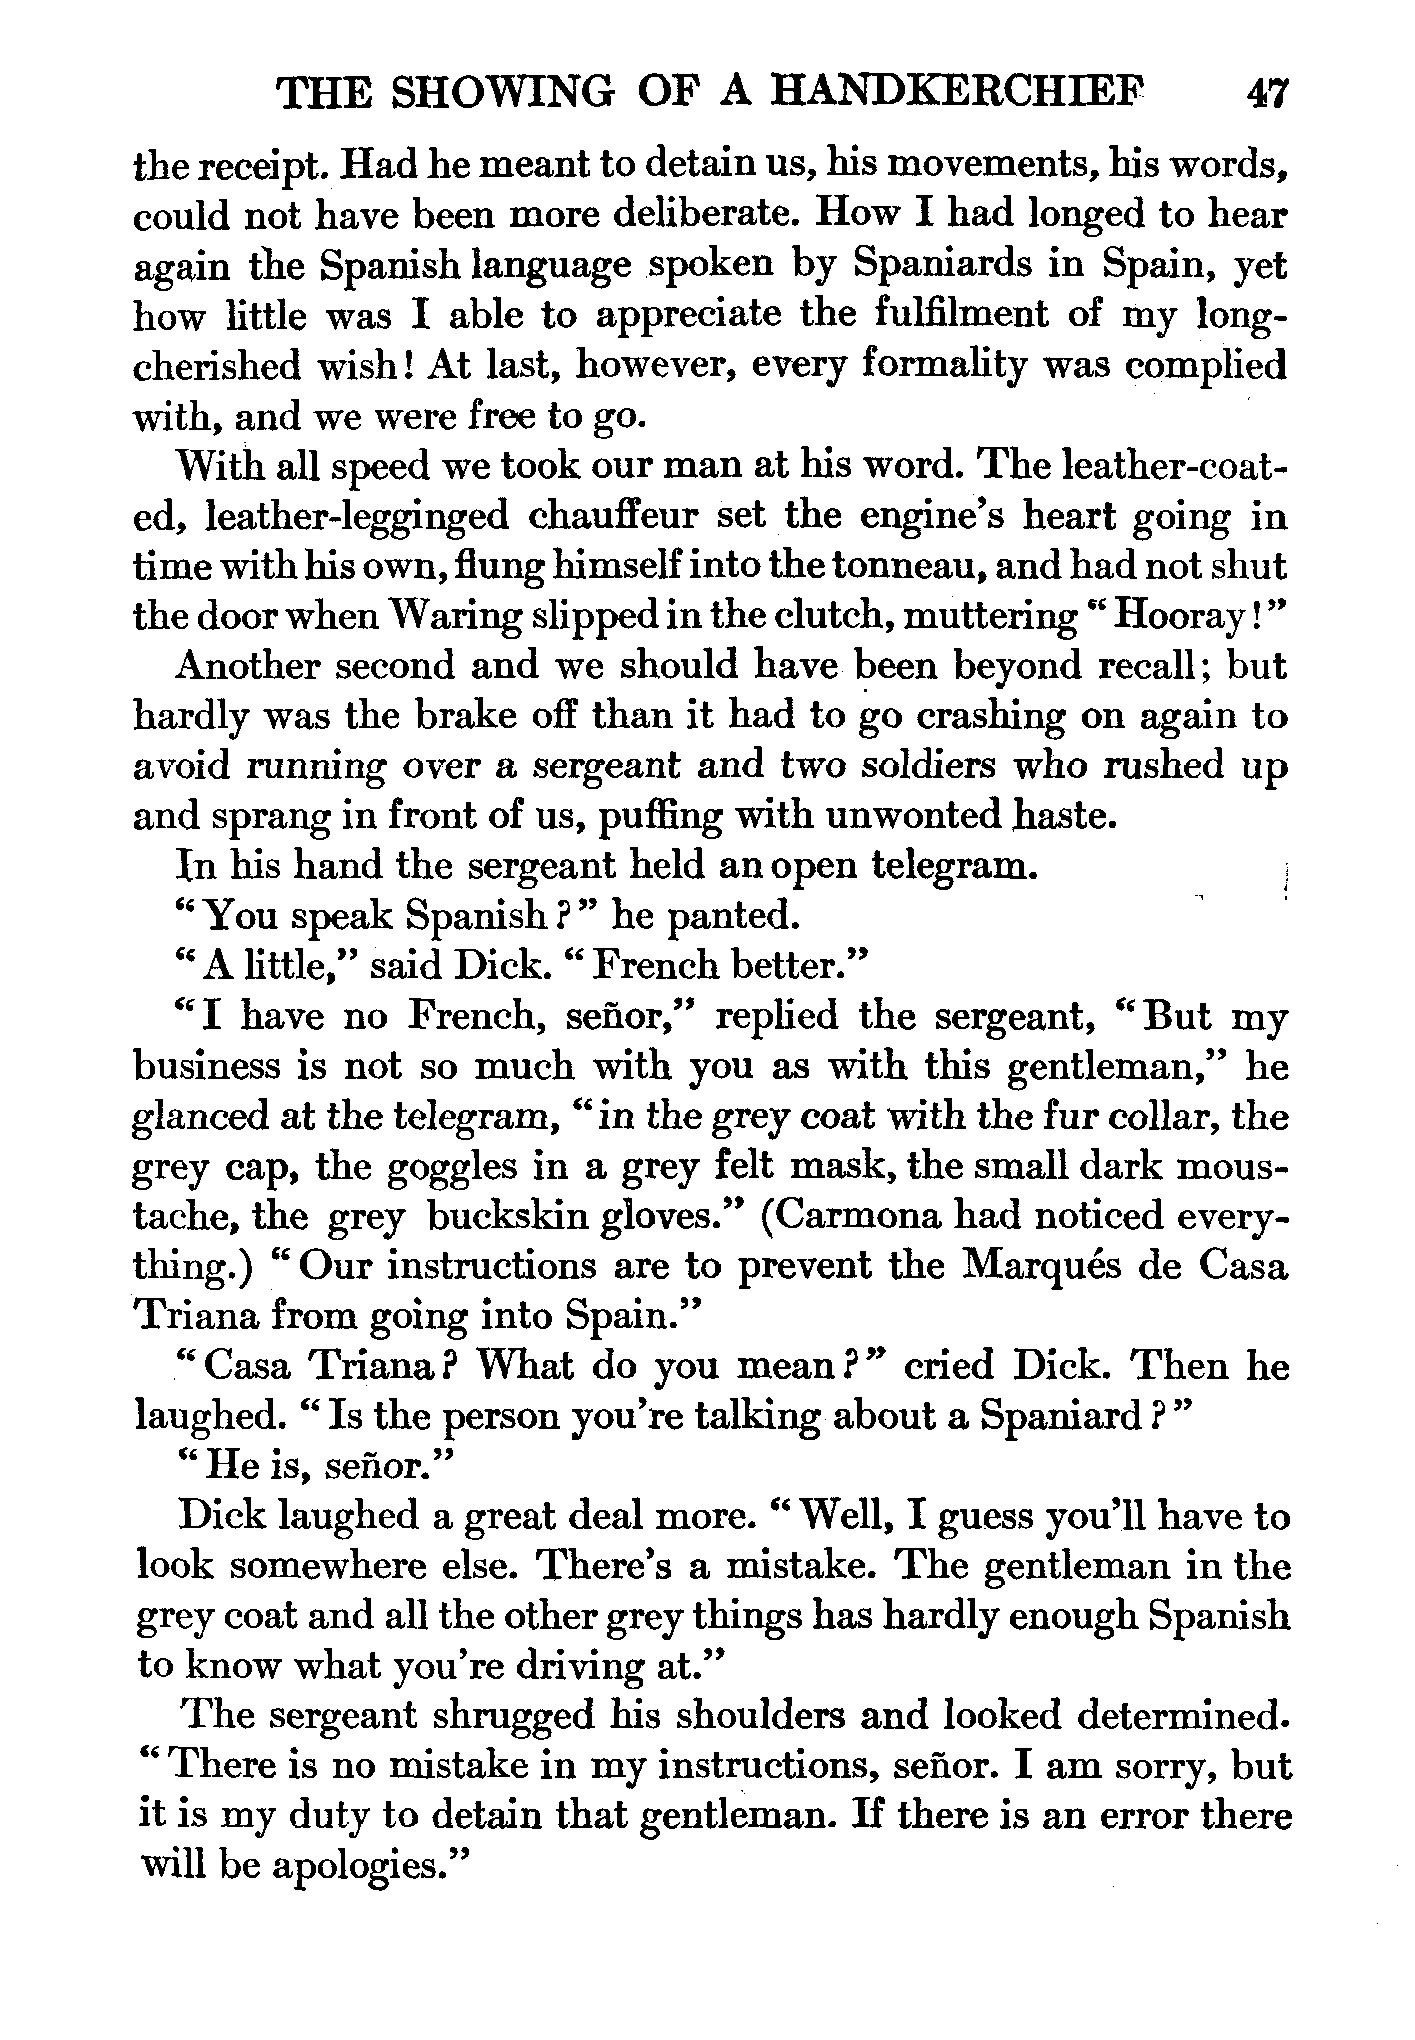 THE SHOWING OF A HANDKERCHIEF 47
the receipt. Had he meant to detain us, his movements, his words,
could not have been more deliberate. How I had longed to hear
again the Spanish language spoken by Spaniards in Spain, yet
how little was I able to appreciate the fulfilment of my long-
cherished wish! At last, however, every formality was complied
with, and we were free to go.
With all speed we took our man at his word. The leather-coat-
ed, leather-legginged chauffeur set the engine's heart going in
time with his own, flung himself into the tonneau, and had not shut
the door when Waring slipped in the clutch, muttering "Hooray!"
Another second and we should have been beyond recall; but
hardly was the brake off than it had to go crashing on again to
avoid running over a sergeant and two soldiers who rushed up
and sprang in front of us, puffing with unwonted haste.
In his hand the sergeant held an open telegram.
"You speak Spanish?" he panted.
"A little," said Dick. "French better."
"I have no French, señor," replied the sergeant, "But my
business is not so much with you as with this gentleman," he
glanced at the telegram, "in the grey coat with the fur collar, the
grey cap, the goggles in a grey felt mask, the small dark mous-
tache, the grey buckskin gloves." (Carmona had noticed every-
thing.) "Our instructions are to prevent the Marqués de Casa
Triana from going into Spain."
"Casa Triana? What do you mean?" cried Dick. Then he
laughed. "Is the person you're talking about a Spaniard?"
"He is, señor."
Dick laughed a great deal more. "Well, I guess you'll have to
look somewhere else. There's a mistake. The gentleman in the
grey coat and all the other grey things has hardly enough Spanish
to know what you're driving at."
The sergeant shrugged his shoulders and looked determined.
"There is no mistake in my instructions, señor. I am sorry, but
it is my duty to detain that gentleman. If there is an error there
will be apologies."